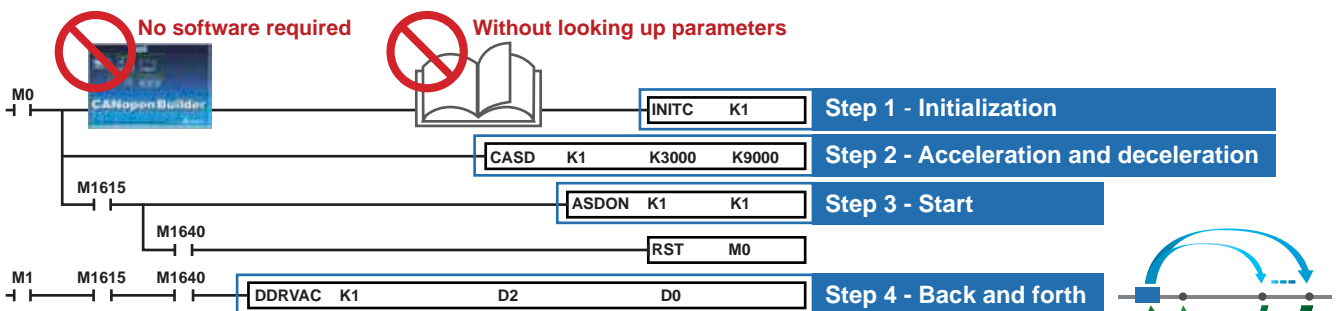 No software required
Without looking up parameters
M0
CANopen Builder
INITC K1
Step 1 - Initialization
CASD K1 K3000 K9000
Step 2 - Acceleration and deceleration
M1615
ASDON K1 K1
Step 3 - Start
M1640
RST M0
M1 M1615 M1640
DDRVAC K1 D2 D0
Step 4 - Back and forth